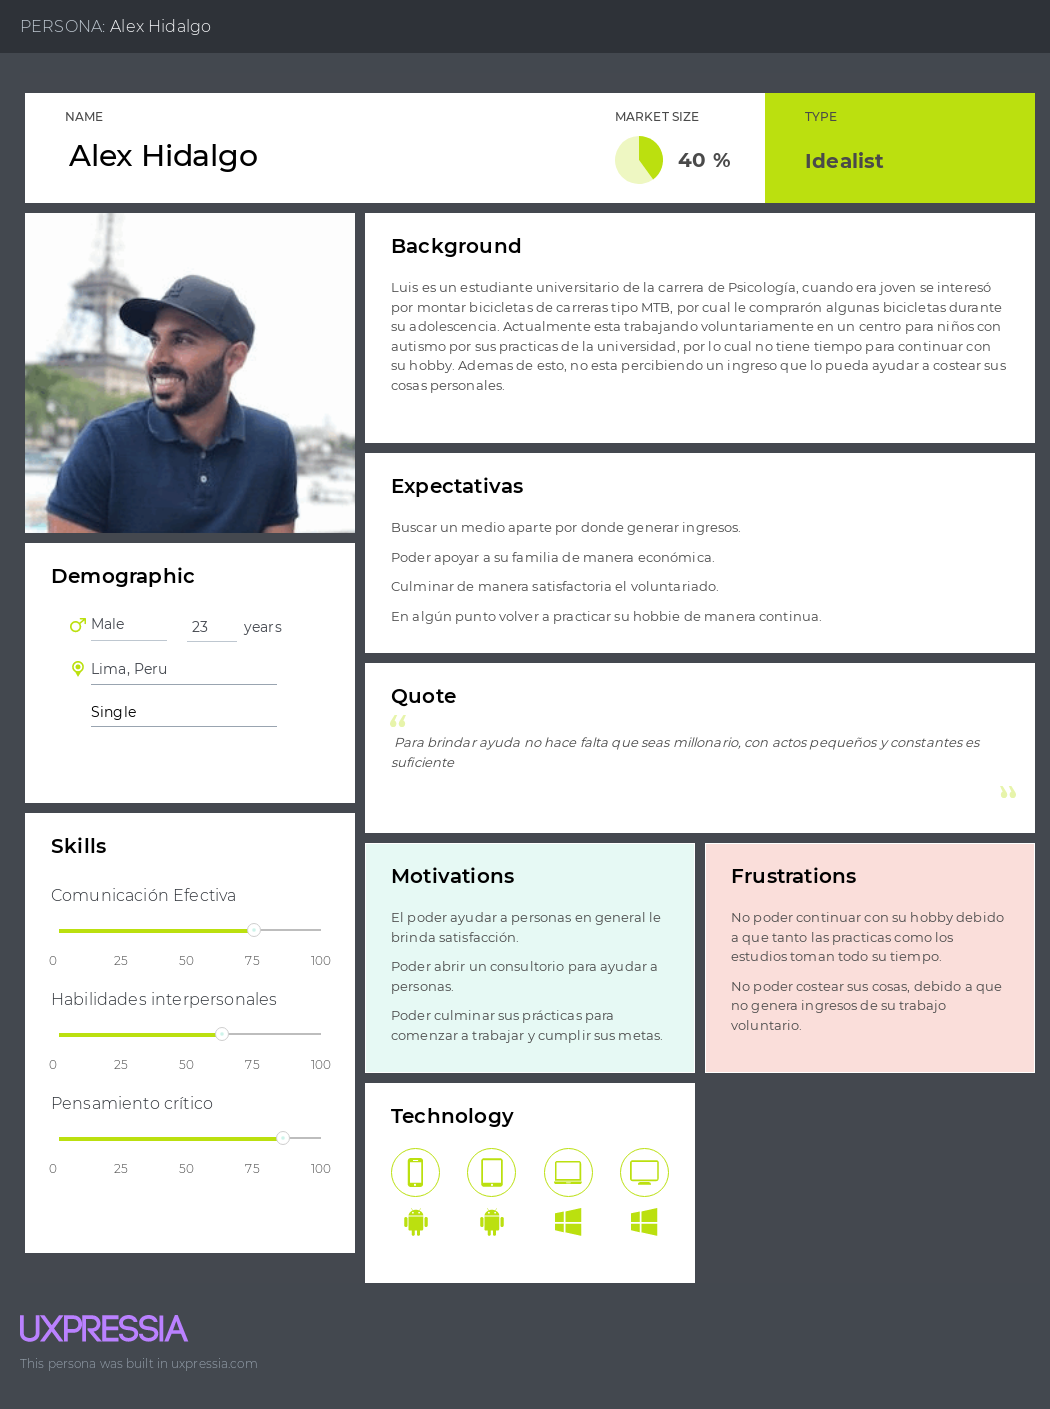 PERSONA: Alex Hidalgo
NAME
Alex Hidalgo
MARKET SIZE
40 %
TYPE
Idealist
Background
Luis es un estudiante universitario de la carrera de Psicología, cuando era joven se interesó
por montar bicicletas de carreras tipo MTB, por cual le comprarón algunas bicicletas durante
su adolescencia. Actualmente esta trabajando voluntariamente en un centro para niños con
autismo por sus practicas de la universidad, por lo cual no tiene tiempo para continuar con
su hobby. Ademas de esto, no esta percibiendo un ingreso que lo pueda ayudar a costear sus
cosas personales.
Expectativas
Buscar un medio aparte por donde generar ingresos.
Poder apoyar a su familia de manera económica.
Culminar de manera satisfactoria el voluntariado.
En algún punto volver a practicar su hobbie de manera continua.
Demographic
Male
23 years
Lima, Peru
Single
Quote
“
Para brindar ayuda no hace falta que seas millonario, con actos pequeños y constantes es
suficiente
”
Skills
Comunicación Efectiva
0 25 50 75 100
Habilidades interpersonales
0 25 50 75 100
Pensamiento crítico
0 25 50 75 100
Motivations
El poder ayudar a personas en general le
brinda satisfacción.
Poder abrir un consultorio para ayudar a
personas.
Poder culminar sus prácticas para
comenzar a trabajar y cumplir sus metas.
Frustrations
No poder continuar con su hobby debido
a que tanto las practicas como los
estudios toman todo su tiempo.
No poder costear sus cosas, debido a que
no genera ingresos de su trabajo
voluntario.
Technology
UXPRESSIA
This persona was built in uxpressia.com